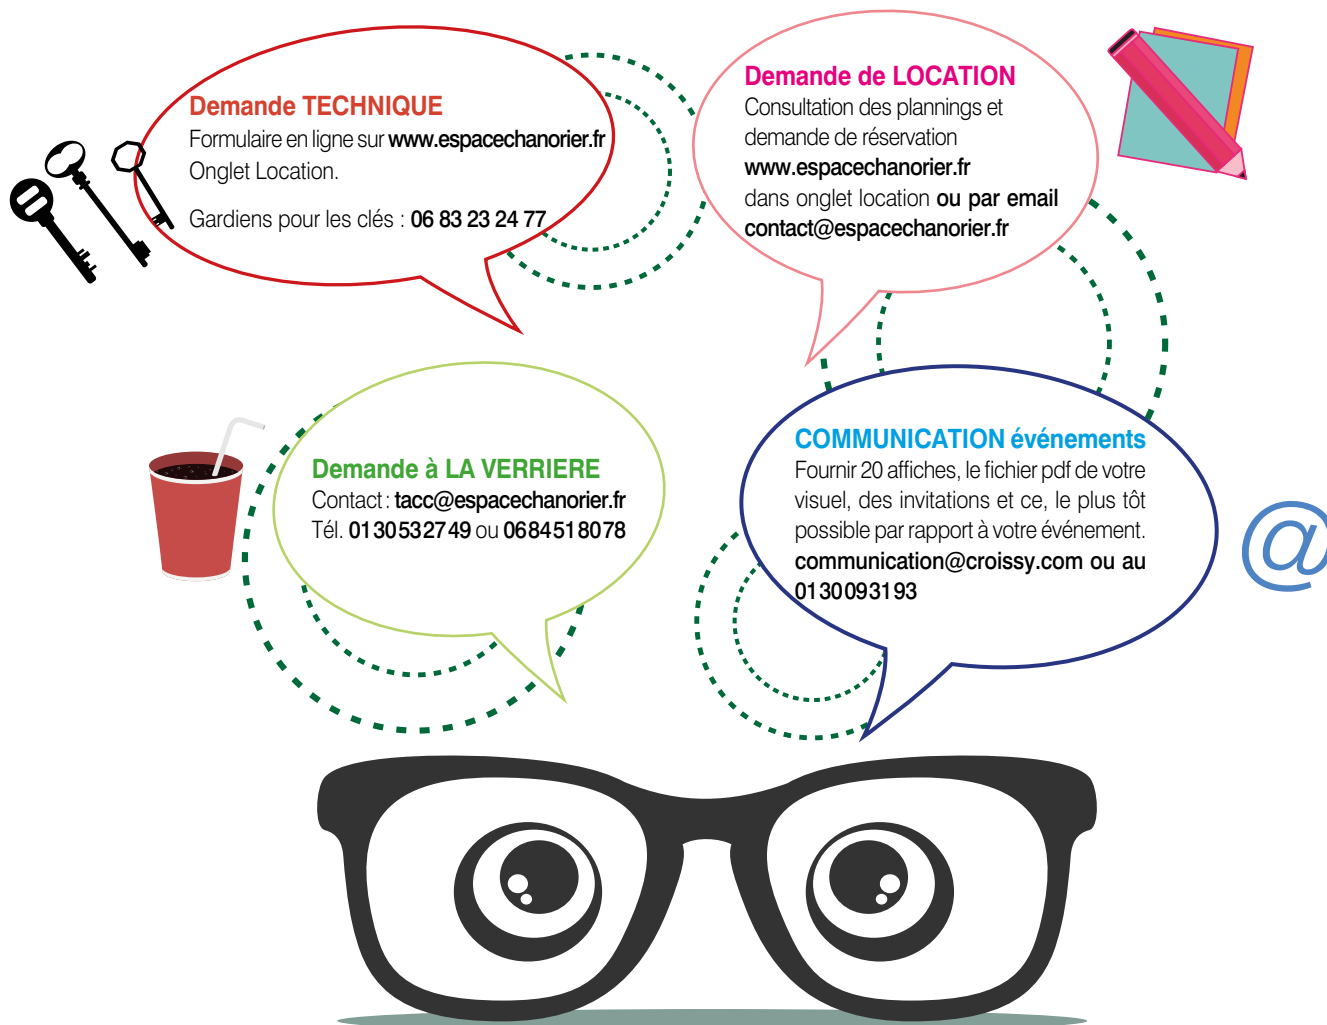 Demande TECHNIQUE
Formulaire en ligne sur www.espacechanorier.fr
Onglet Location.
Gardiens pour les clés : 06 83 23 24 77
Demande de LOCATION
Consultation des plannings et
demande de réservation
www.espacechanorier.fr
dans onglet location ou par email
contact@espacechanorier.fr
Demande à LA VERRIERE
Contact : tacc@espacechanorier.fr
Tél. 0130532749 ou 0684518078
COMMUNICATION événements
Fournir 20 affiches, le fichier pdf de votre
visuel, des invitations et ce, le plus tôt
possible par rapport à votre événement.
communication@croissy.com ou au
0130093193
@